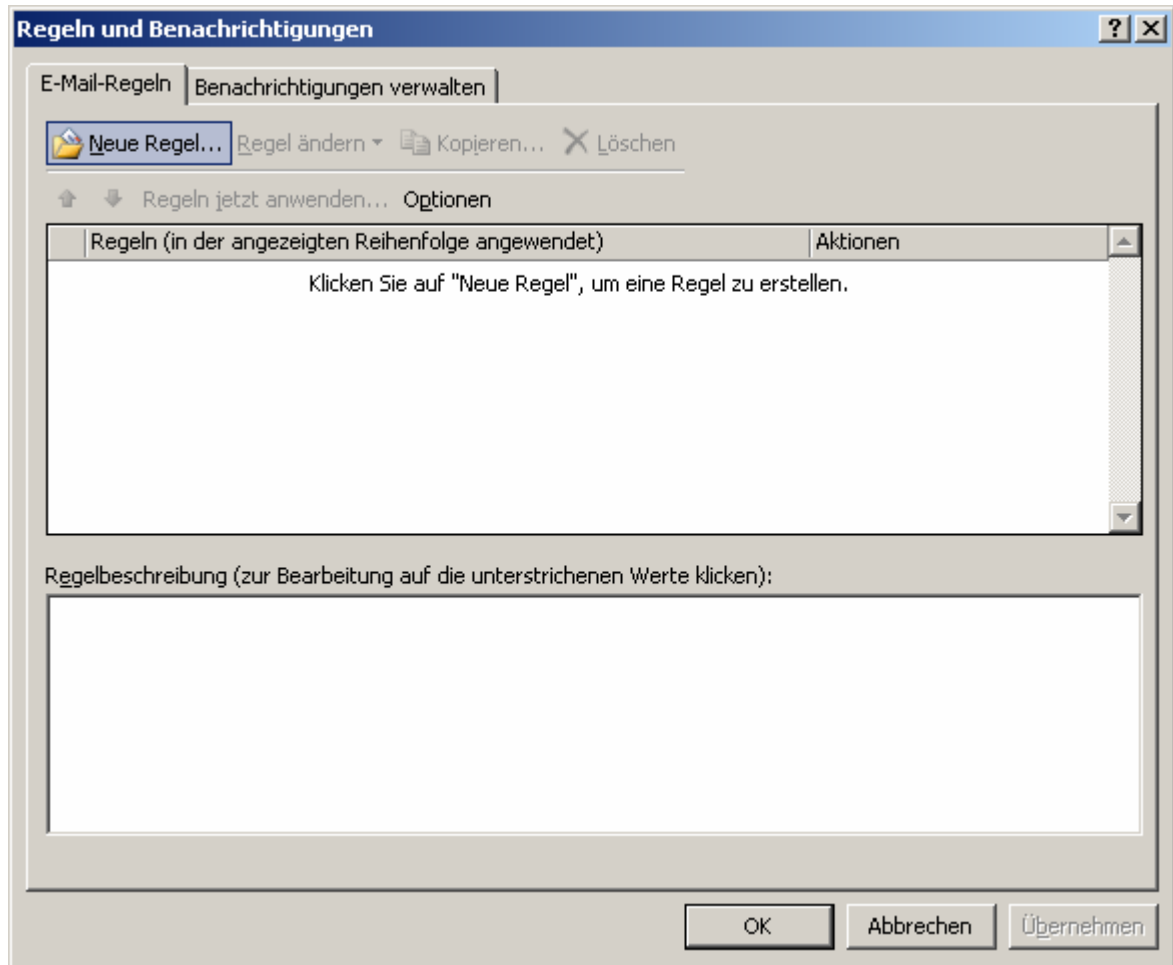 Regeln und Benachrichtigungen
E-Mail-Regeln Benachrichtigungen verwalten
Neue Regel... Regel ändern Kopieren... Löschen
Regeln jetzt anwenden... Optionen
Regeln (in der angezeigten Reihenfolge angewendet) Aktionen
Klicken Sie auf "Neue Regel", um eine Regel zu erstellen.
Regelbeschreibung (zur Bearbeitung auf die unterstrichenen Werte klicken):
OK Abbrechen Übernehmen